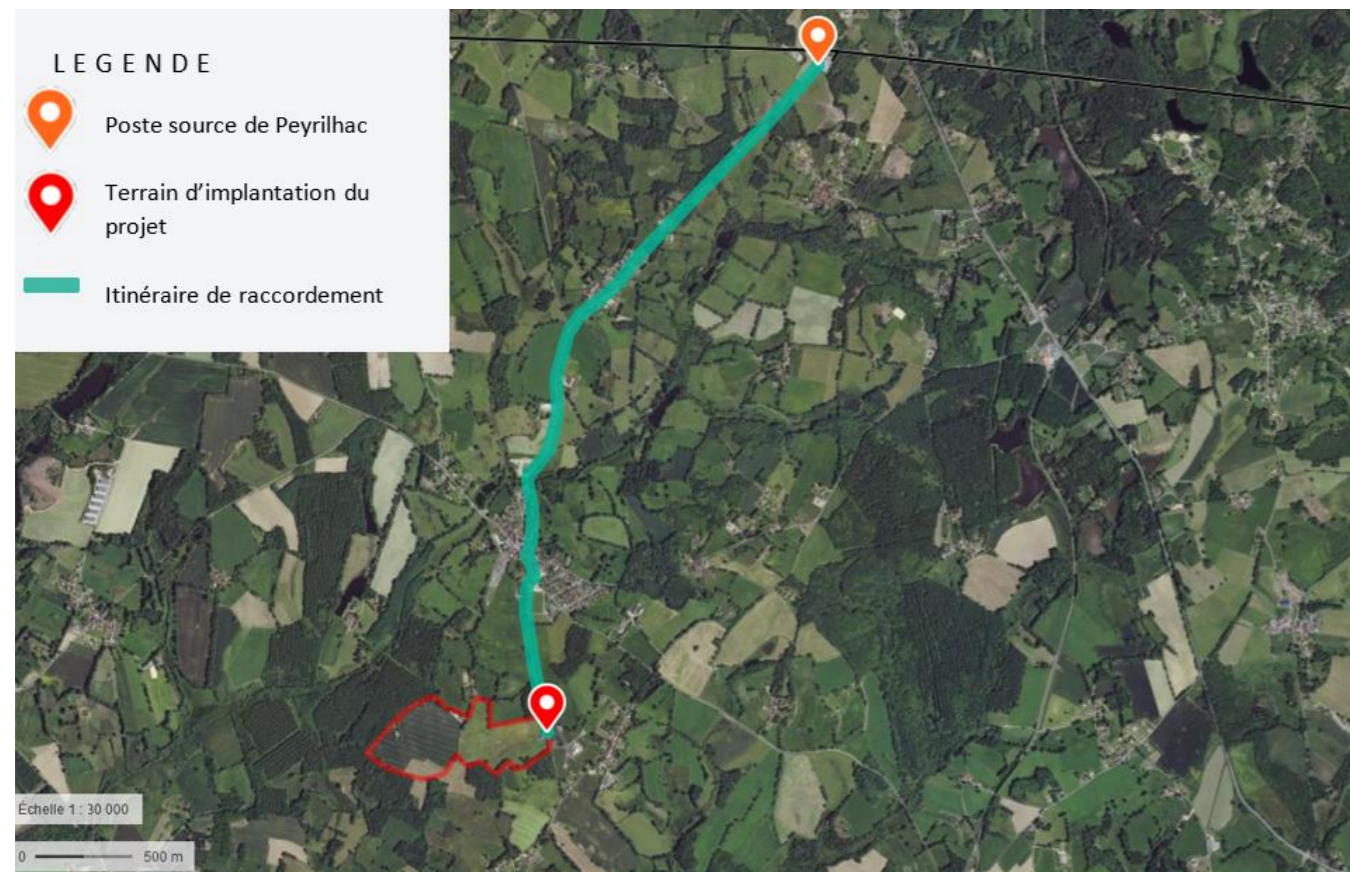 LEGENDE
Poste source de Peyrilhac
Terrain d’implantation du
projet
Itinéraire de raccordement
Échelle 1 : 30 000
0 500 m